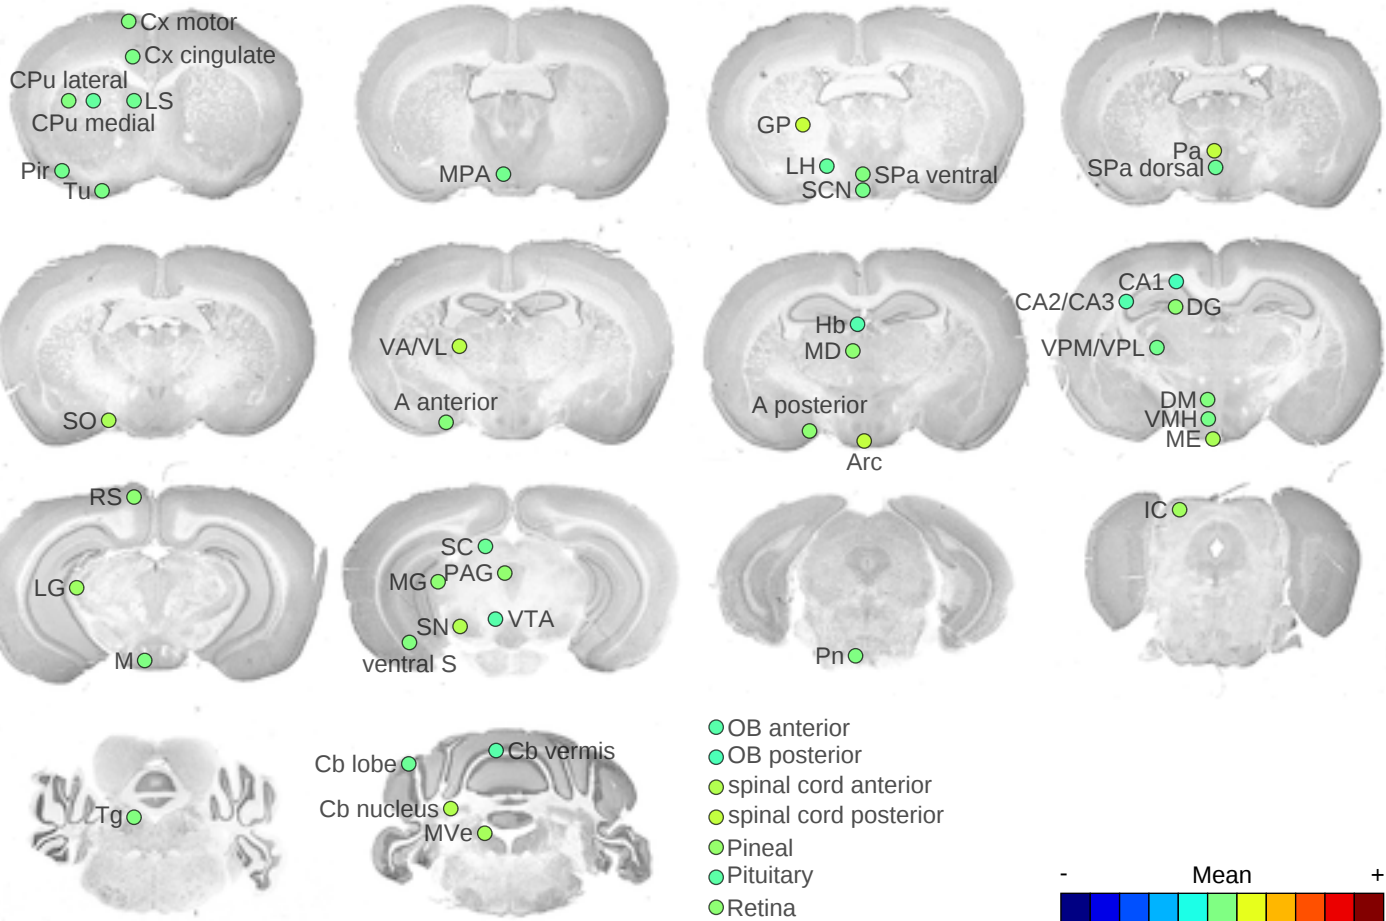 Cx motor
Cx cingulate
CPu lateral
LS
CPu medial
Pir
Tu
MPA
GP
LH
SPa ventral
SCN
Pa
SPa dorsal
SO
VA/VL
A anterior
Hb
MD
A posterior
Arc
CA1
CA2/CA3
DG
VPM/VPL
DM
VMH
ME
RS
LG
M
SC
PAG
MG
VTA
SN
ventral S
Pn
IC
Tg
Cb vermis
Cb lobe
Cb nucleus
MVe
OB anterior
OB posterior
spinal cord anterior
spinal cord posterior
Pineal
Pituitary
Retina
- Mean +